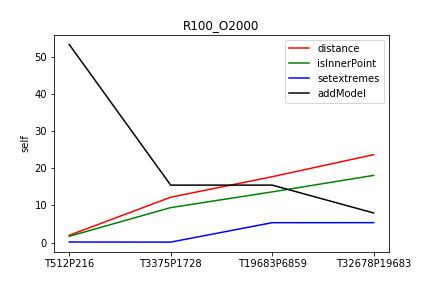 R100_O2000
distance
isInnerPoint
setextremes
addModel
self
50
40
30
20
10
0
T512P216 T3375P1728 T19683P6859 T32678P19683